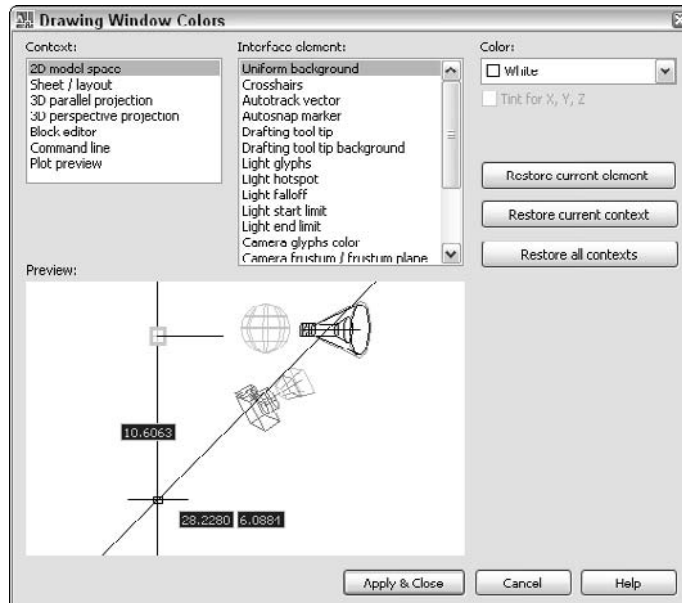 Drawing Window Colors
Context:
2D model space
Sheet / layout
3D parallel projection
3D perspective projection
Block editor
Command line
Plot preview
Interface element:
Uniform background
Crosshairs
Autotrack vector
Autosnap marker
Drafting tool tip
Drafting tool tip background
Light glyphs
Light hotspot
Light falloff
Light start limit
Light end limit
Camera glyphs color
Camera frustum / frustum plane
Color:
White
Tint for X, Y, Z
Restore current element
Restore current context
Restore all contexts
Preview:
10.6063
28.2280 6.0884
Apply & Close
Cancel
Help